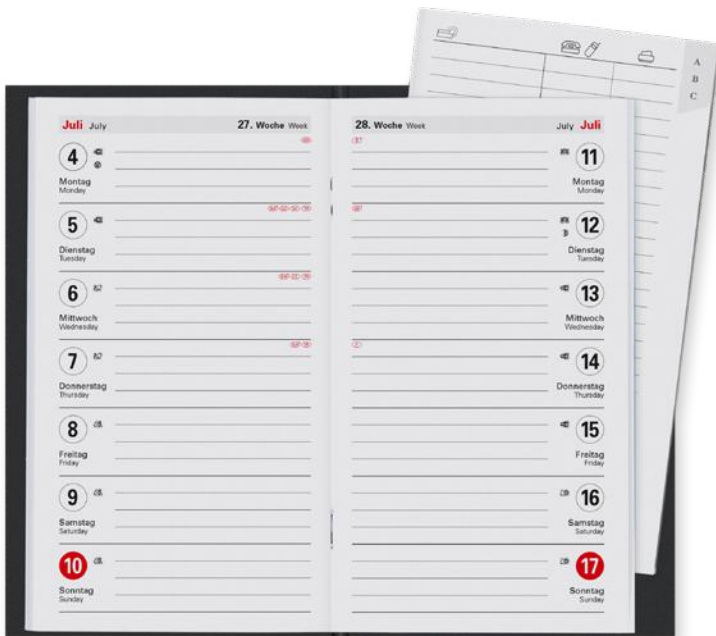 A
B
C
Juli July 27. Woche Week
4
Montag
Monday
5
Dienstag
Tuesday
6
Mittwoch
Wednesday
7
Donnerstag
Thursday
8
Freitag
Friday
9
Samstag
Saturday
10
Sonntag
Sunday
28. Woche Week July Juli
11
Montag
Monday
12
Dienstag
Tuesday
13
Mittwoch
Wednesday
14
Donnerstag
Thursday
15
Freitag
Friday
16
Samstag
Saturday
17
Sonntag
Sunday